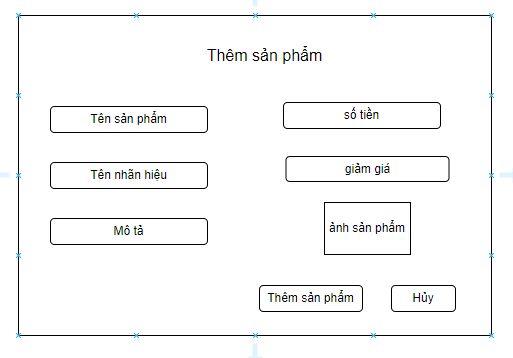 Thêm sản phẩm
Tên sản phẩm
số tiền
Tên nhãn hiệu
giảm giá
Mô tả
ảnh sản phẩm
Thêm sản phẩm
Hủy